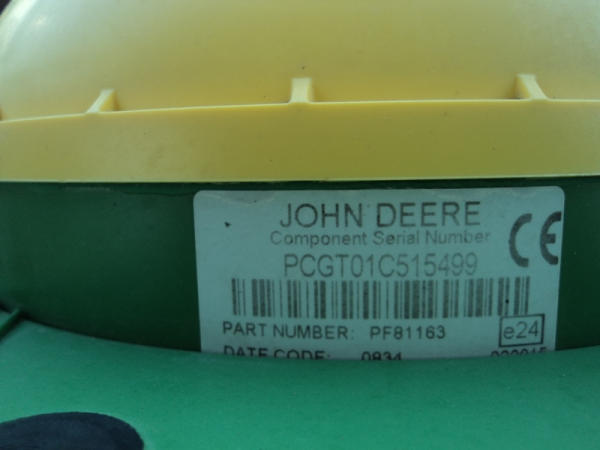 JOHN DEERE
Component Serial Number
CE
PCGT01C515499
PART NUMBER: PF81163
e24
DATE CODE: 0834